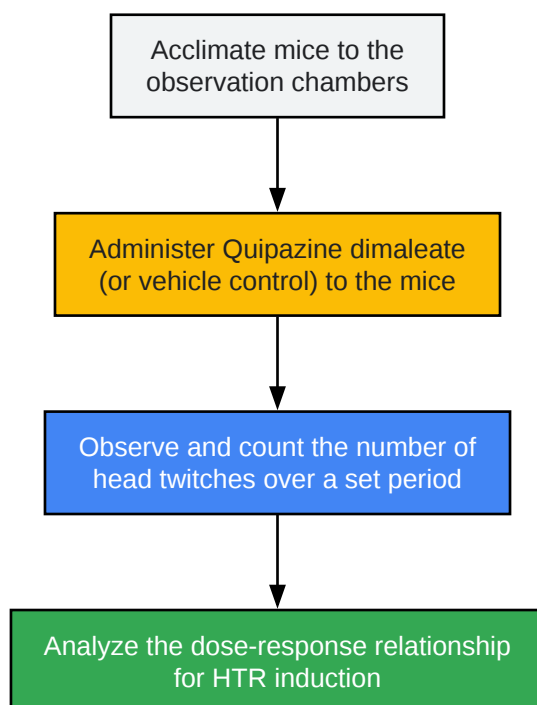 Acclimate mice to the
observation chambers
Administer Quipazine dimaleate
(or vehicle control) to the mice
Observe and count the number of
head twitches over a set period
Analyze the dose-response relationship
for HTR induction